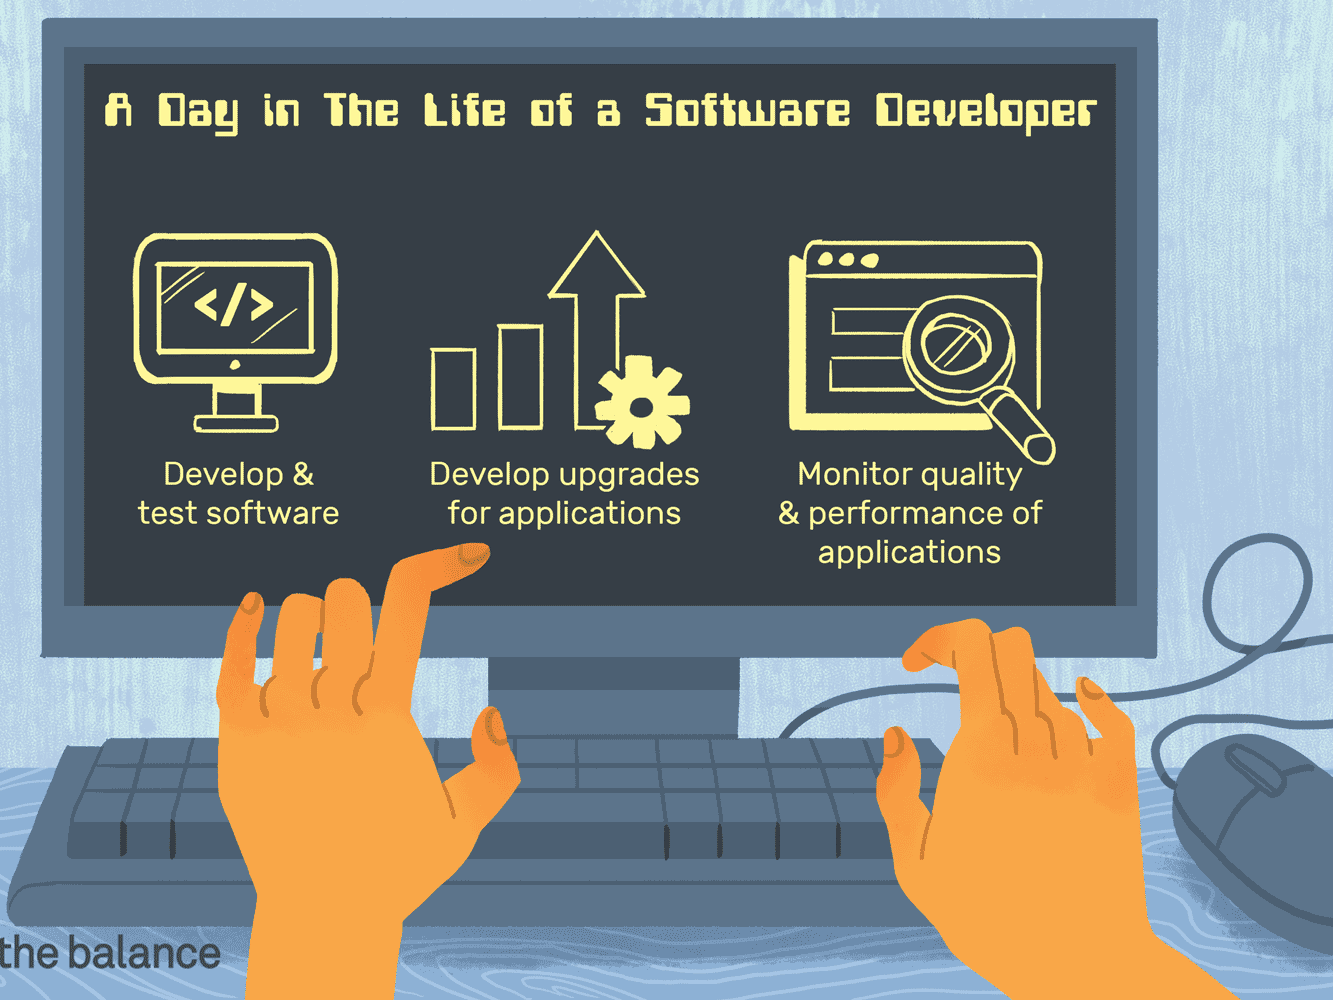 A Day in The Life of a Software Developer
</>
Develop &
test software
Develop upgrades
for applications
Monitor quality
& performance of
applications
the balance